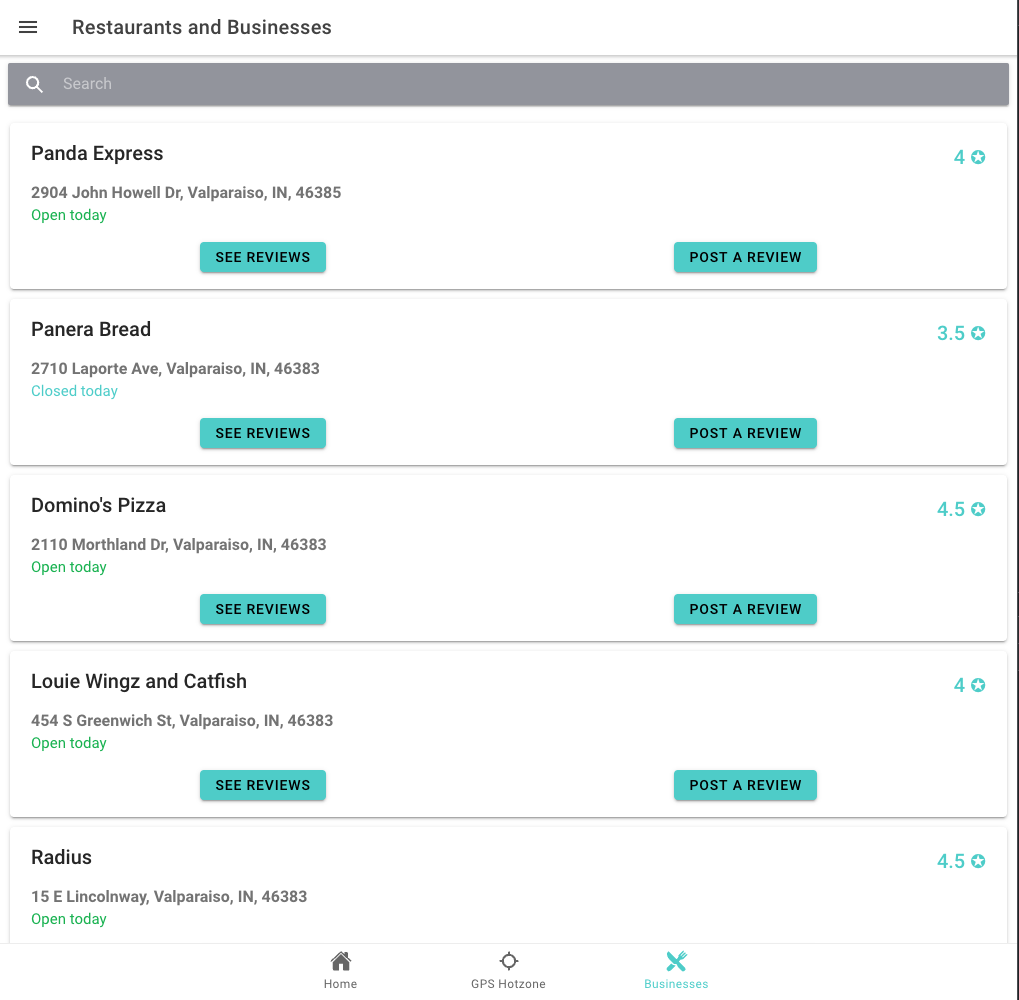 Restaurants and Businesses
Search
Panda Express
4
2904 John Howell Dr, Valparaiso, IN, 46385
Open today
SEE REVIEWS
POST A REVIEW
Panera Bread
3.5
2710 Laporte Ave, Valparaiso, IN, 46383
Closed today
SEE REVIEWS
POST A REVIEW
Domino's Pizza
4.5
2110 Morthland Dr, Valparaiso, IN, 46383
Open today
SEE REVIEWS
POST A REVIEW
Louie Wingz and Catfish
4
454 S Greenwich St, Valparaiso, IN, 46383
Open today
SEE REVIEWS
POST A REVIEW
Radius
4.5
15 E Lincolnway, Valparaiso, IN, 46383
Open today
Home
GPS Hotzone
Businesses